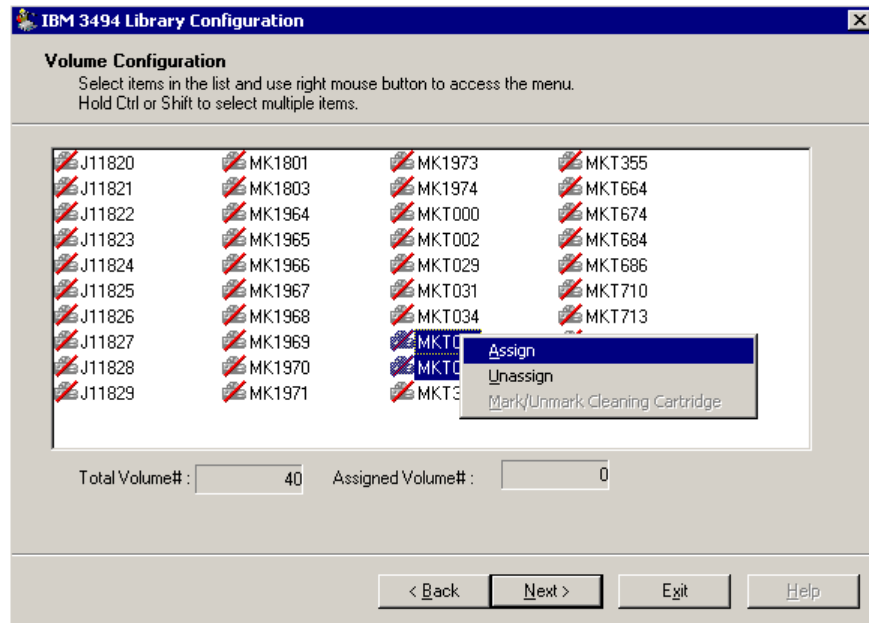 IBM 3494 Library Configuration
Volume Configuration
Select items in the list and use right mouse button to access the menu.
Hold Ctrl or Shift to select multiple items.
J11820 MK1801 MK1973 MKT355
J11821 MK1803 MK1974 MKT664
J11822 MK1964 MKT000 MKT674
J11823 MK1965 MKT002 MKT684
J11824 MK1966 MKT029 MKT686
J11825 MK1967 MKT031 MKT710
J11826 MK1968 MKT034 MKT713
J11827 MK1969
J11828 MK1970
J11829 MK1971
Assign
Unassign
Mark/Unmark Cleaning Cartridge
Total Volume# : 40 Assigned Volume# : 0
< Back Next > Exit Help